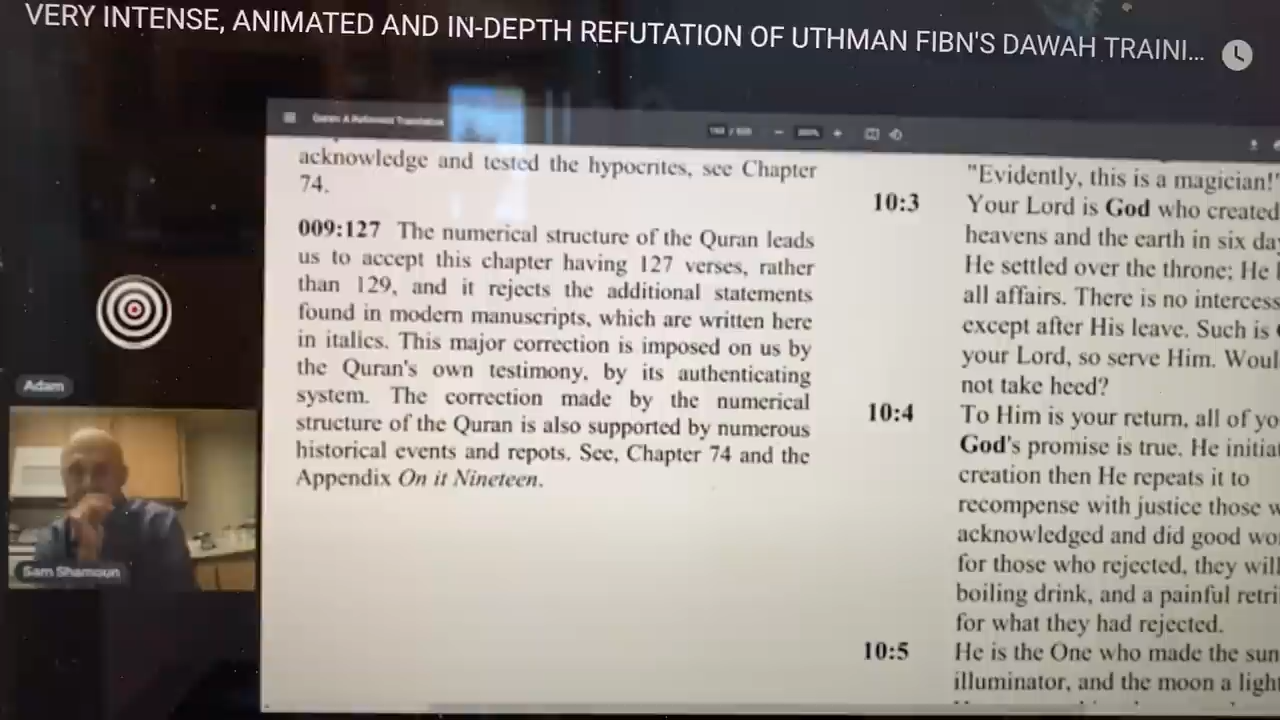 VERY INTENSE, ANIMATED AND IN-DEPTH REFUTATION OF UTHMAN FIBN'S DAWAH TRAINI...
Quran: A Reformist Translation
acknowledge and tested the hypocrites, see Chapter
74.
009:127 The numerical structure of the Quran leads
us to accept this chapter having 127 verses, rather
than 129, and it rejects the additional statements
found in modern manuscripts, which are written here
in italics. This major correction is imposed on us by
the Quran's own testimony, by its authenticating
system. The correction made by the numerical
structure of the Quran is also supported by numerous
historical events and repots. See, Chapter 74 and the
Appendix On it Nineteen.
"Evidently, this is a magician!"
10:3 Your Lord is God who created
heavens and the earth in six da
He settled over the throne; He
all affairs. There is no intercess
except after His leave. Such is
your Lord, so serve Him. Woul
not take heed?
10:4 To Him is your return, all of yo
God's promise is true. He initia
creation then He repeats it to
recompense with justice those w
acknowledged and did good wo
for those who rejected, they will
boiling drink, and a painful retri
for what they had rejected.
10:5 He is the One who made the sun
illuminator, and the moon a light
Adam
Sam Shamoun